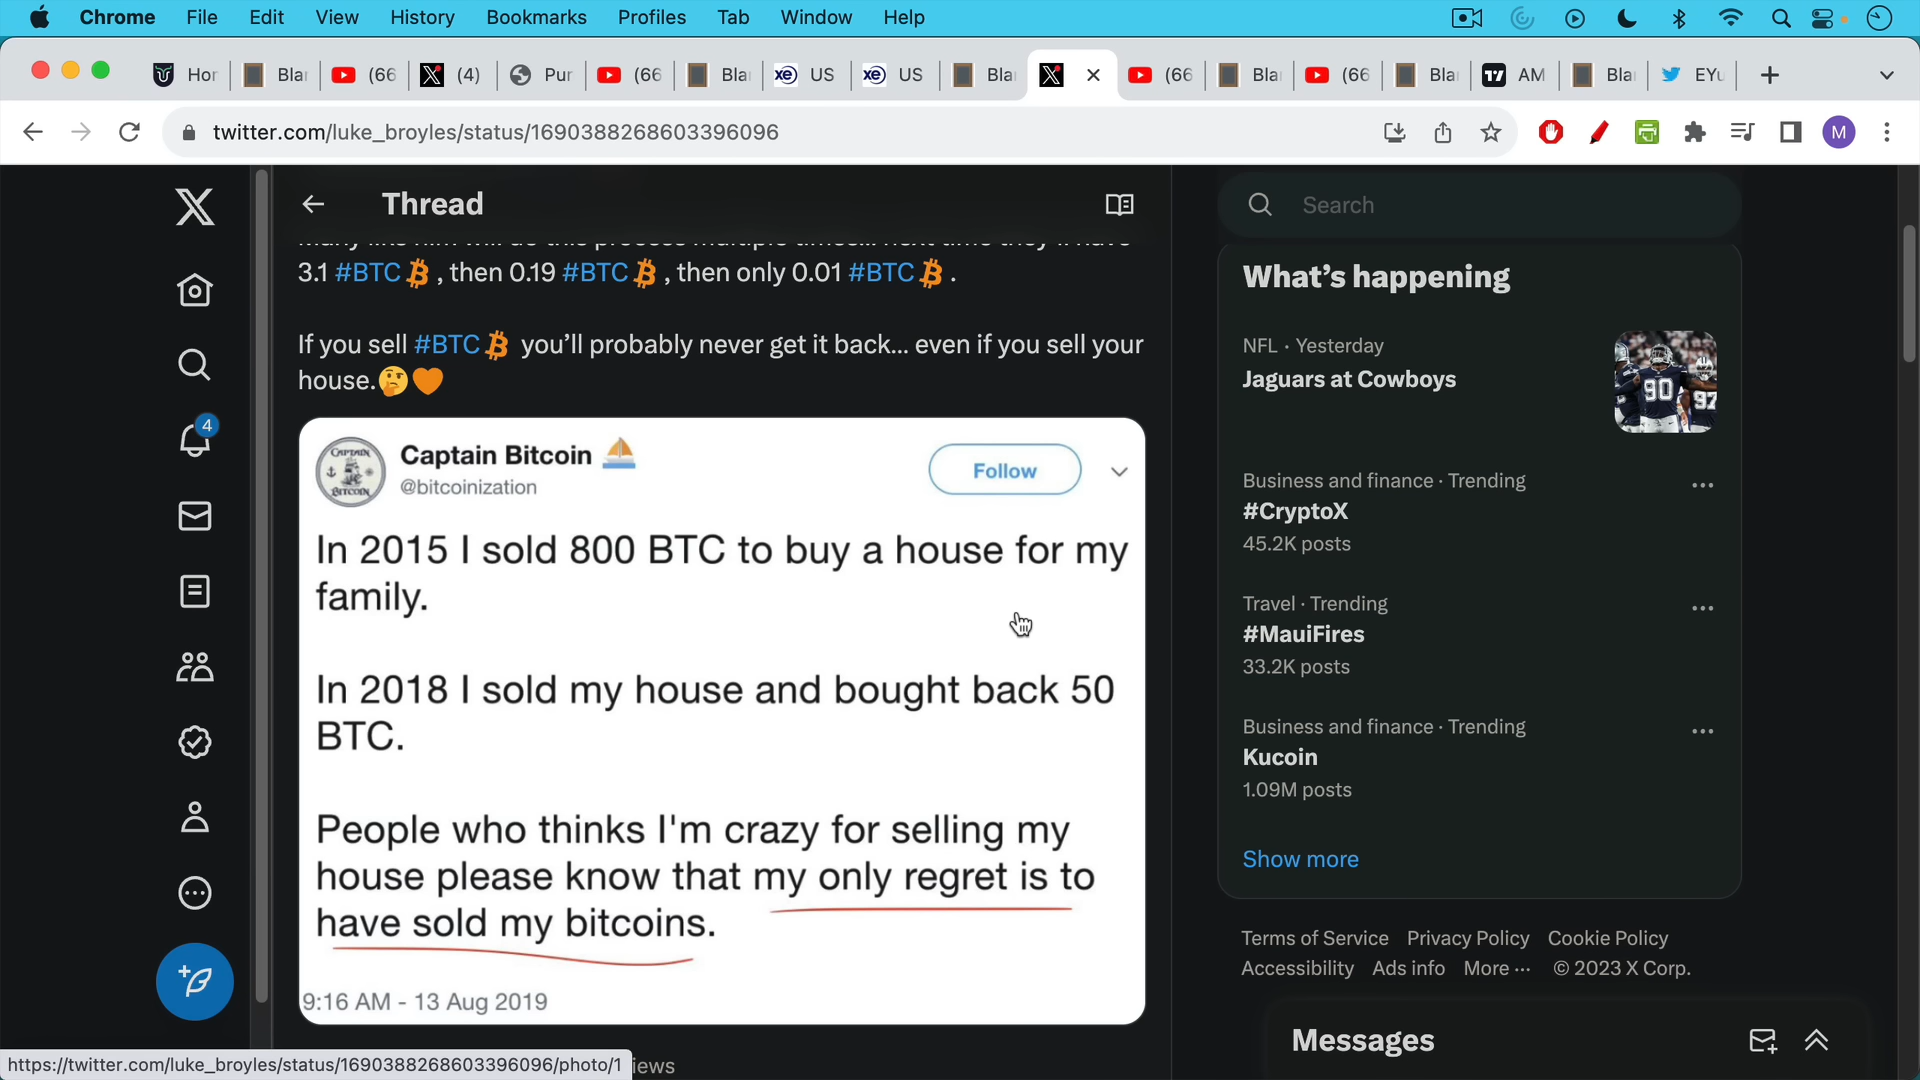 Chrome File Edit View History Bookmarks Profiles Tab Window Help
Hor Blar (66 (4) Pur (66 Bla US US Bla (66 Bla (66 Bla AM Bla EYu
twitter.com/luke_broyles/status/1690388268603396096
M
Thread
3.1 #BTC , then 0.19 #BTC , then only 0.01 #BTC .
If you sell #BTC you’ll probably never get it back... even if you sell your
house.🤔🧡
4
Captain Bitcoin ⛵
@bitcoinization
Follow
CAPTAIN
BITCOIN
In 2015 I sold 800 BTC to buy a house for my
family.
In 2018 I sold my house and bought back 50
BTC.
People who thinks I'm crazy for selling my
house please know that my only regret is to
have sold my bitcoins.
9:16 AM - 13 Aug 2019
iews
https://twitter.com/luke_broyles/status/1690388268603396096/photo/1
Search
What’s happening
NFL · Yesterday
Jaguars at Cowboys
90
97
Business and finance · Trending
#CryptoX
45.2K posts
Travel · Trending
#MauiFires
33.2K posts
Business and finance · Trending
Kucoin
1.09M posts
Show more
Terms of Service Privacy Policy Cookie Policy
Accessibility Ads info More ··· © 2023 X Corp.
Messages